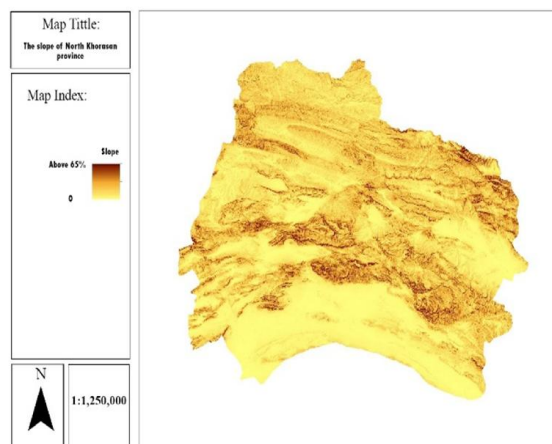 Map Tittle:
The slope of North Khorasan
province
Map Index:
Slope
Above 65%
0
N
1:1,250,000